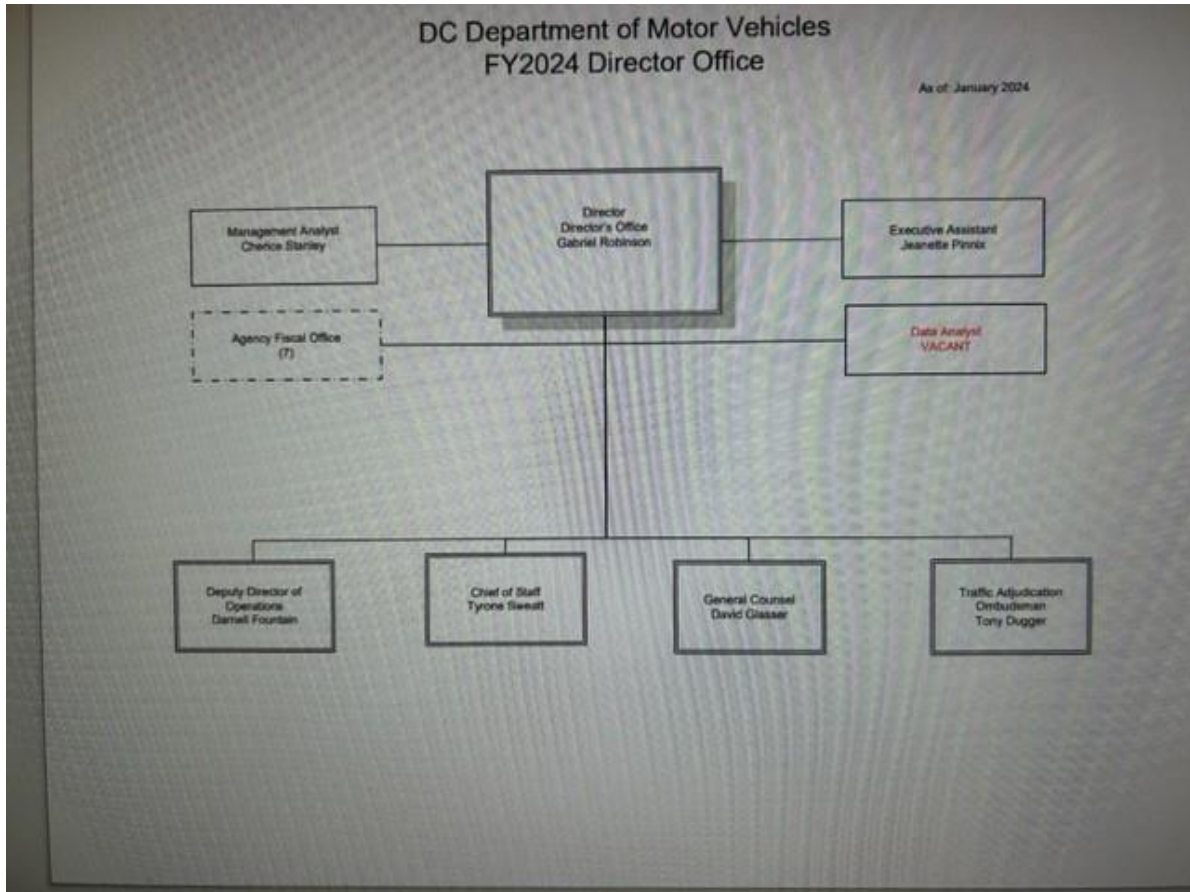 DC Department of Motor Vehicles
FY2024 Director Office
As of: January 2024
Director
Director's Office
Gabriel Robinson
Management Analyst
Cherice Stanley
Executive Assistant
Jeanette Pinnix
Agency Fiscal Office
(7)
Data Analyst
VACANT
Deputy Director of
Operations
Darnell Fountain
Chief of Staff
Tyrone Sweatt
General Counsel
David Glasser
Traffic Adjudication
Ombudsman
Tony Dugger